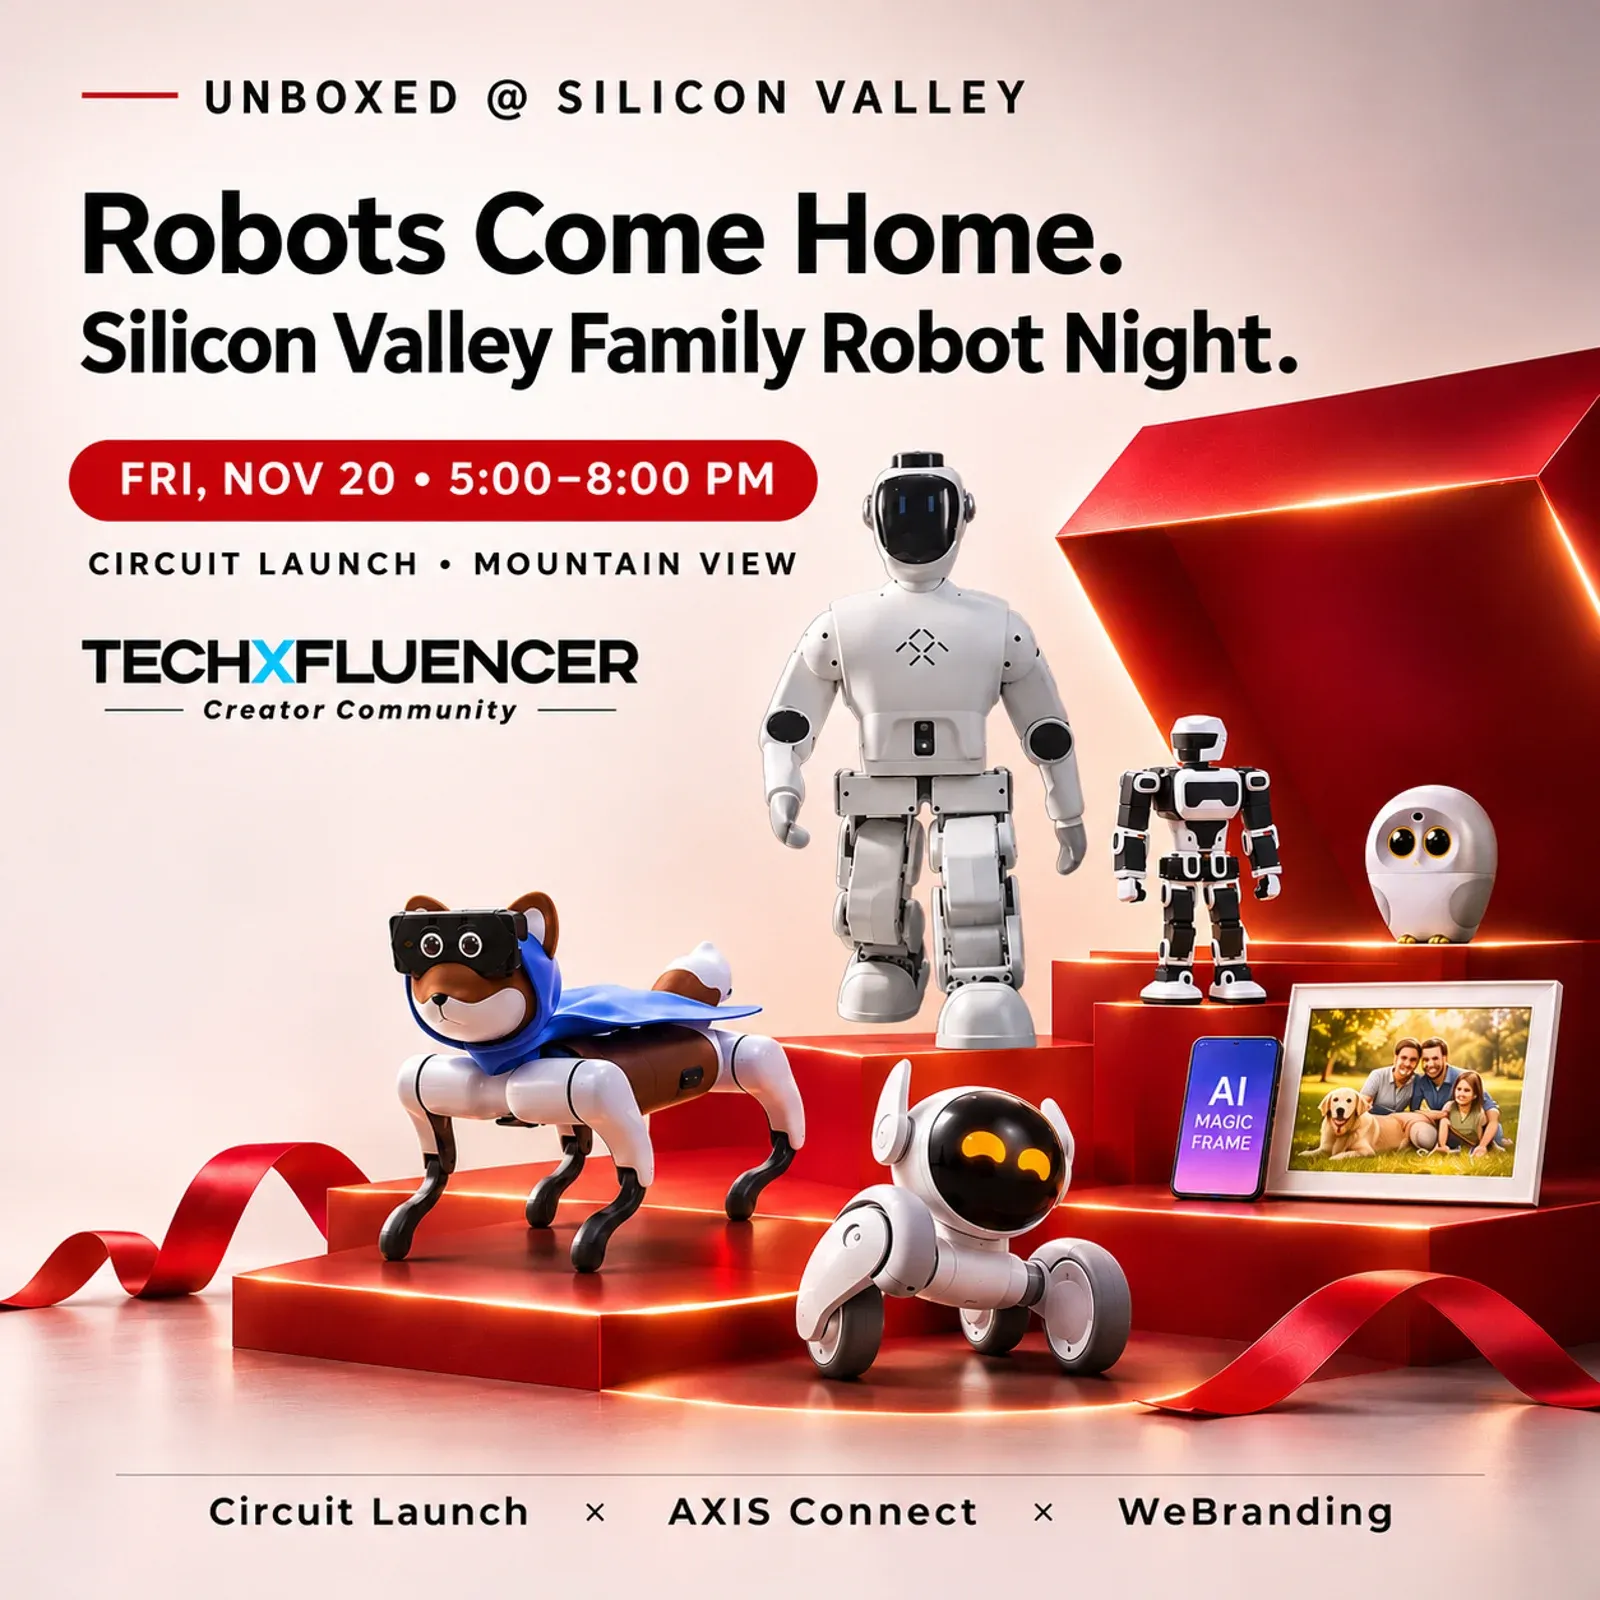 UNBOXED @ SILICON VALLEY
Robots Come Home.
Silicon Valley Family Robot Night.
FRI, NOV 20 • 5:00–8:00 PM
CIRCUIT LAUNCH • MOUNTAIN VIEW
TECHXFLUENCER
Creator Community
AI
MAGIC
FRAME
Circuit Launch × AXIS Connect × WeBranding